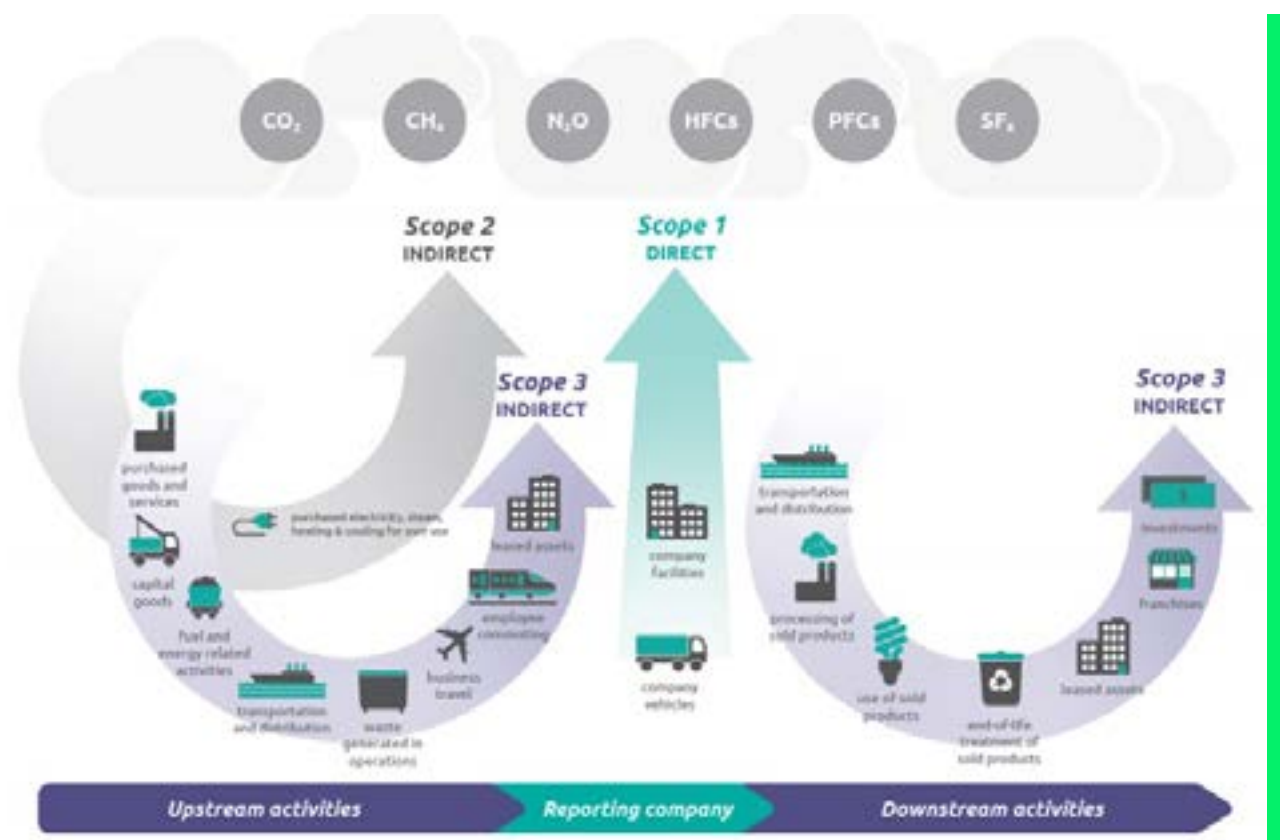 CO₂
CH₄
N₂O
HFCs
PFCs
SF₆
Scope 2
INDIRECT
Scope 1
DIRECT
Scope 3
INDIRECT
Scope 3
INDIRECT
purchased
goods and
services
capital
goods
fuel and
energy related
activities
transportation
and distribution
waste
generated in
operations
business
travel
employee
commuting
leased assets
purchased electricity, steam,
heating & cooling for own use
company
facilities
company
vehicles
transportation
and distribution
processing of
sold products
use of sold
products
end-of-life
treatment of
sold products
leased assets
franchises
investments
Upstream activities
Reporting company
Downstream activities